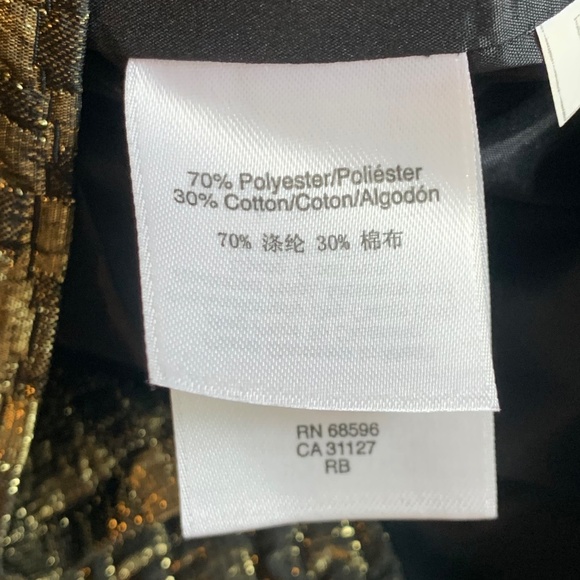 70% Polyester/Poliéster
30% Cotton/Coton/Algodón
70% 涤纶 30% 棉布
RN 68596
CA 31127
RB